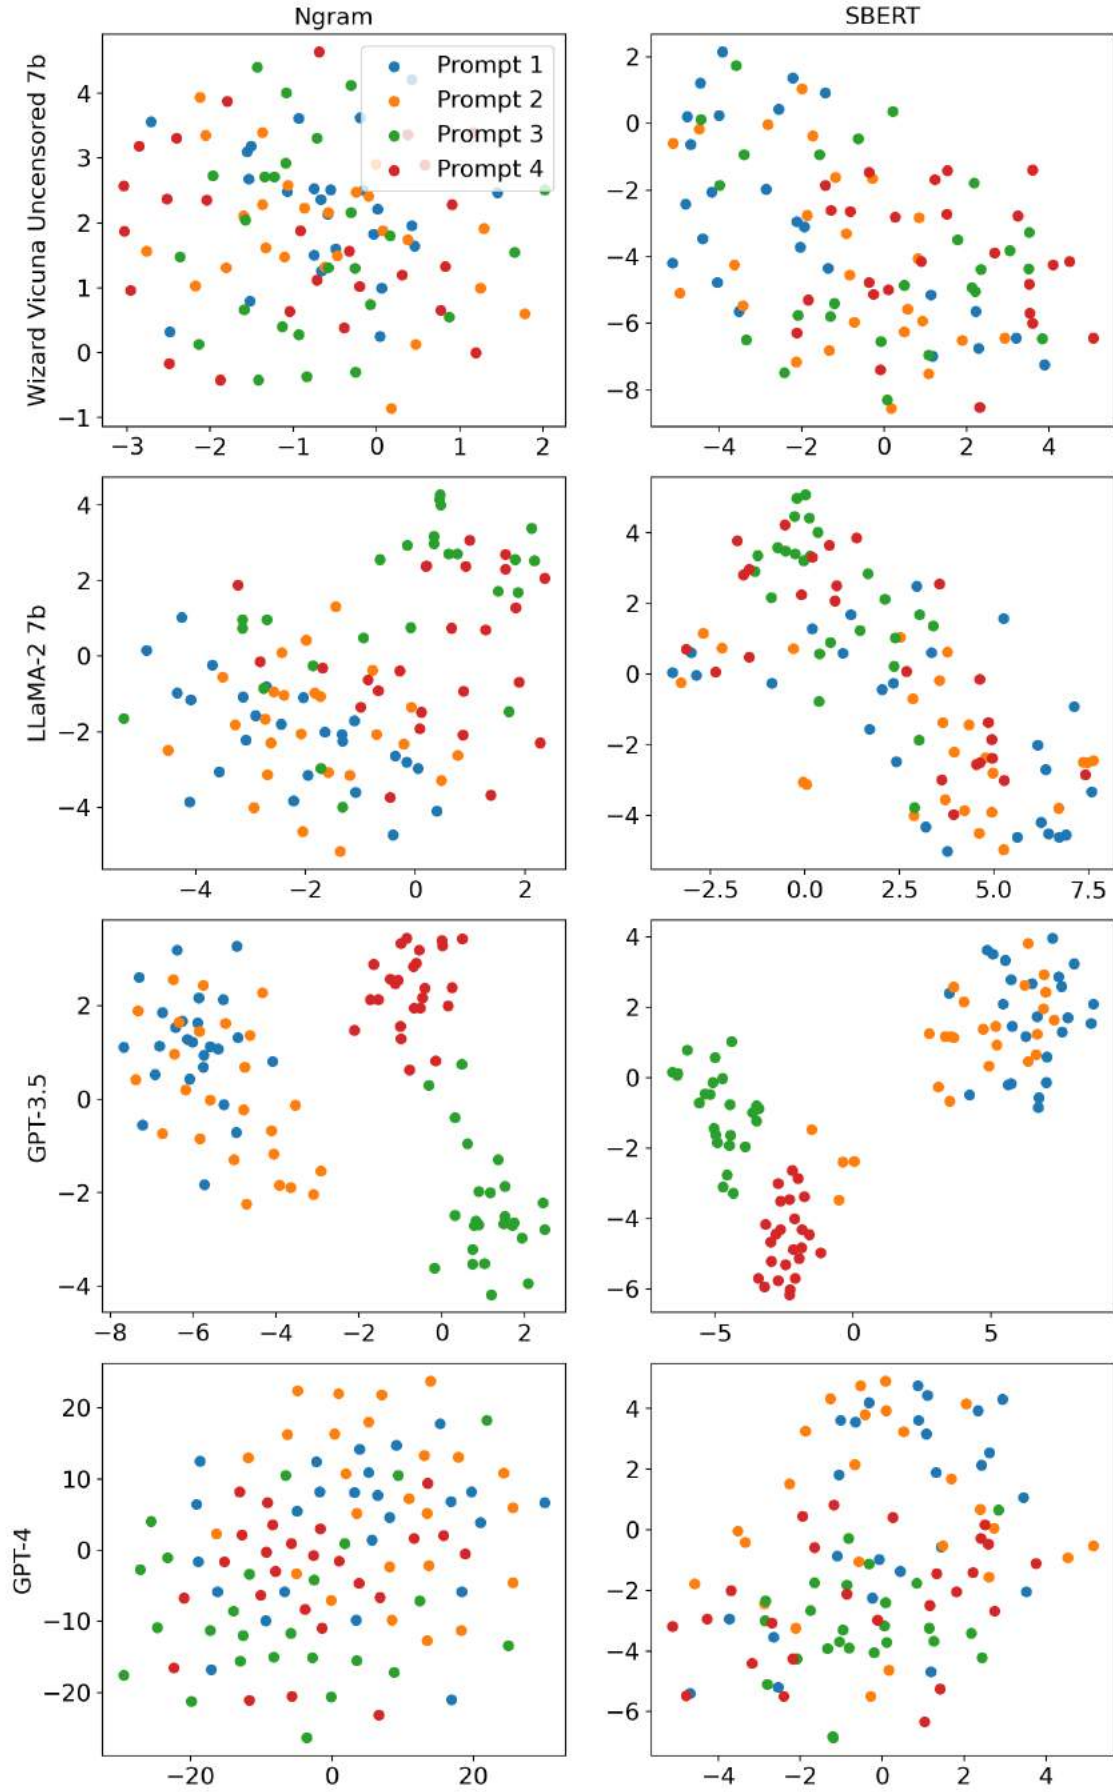 Ngram
SBERT
Wizard Vicuna Uncensored 7b
4
3
2
1
0
−1
−3 −2 −1 0 1 2
Prompt 1
Prompt 2
Prompt 3
Prompt 4
2
0
−2
−4
−6
−8
−4 −2 0 2 4
LLaMA-2 7b
4
2
0
−2
−4
−4 −2 0 2
4
2
0
−2
−4
−2.5 0.0 2.5 5.0 7.5
GPT-3.5
2
0
−2
−4
−8 −6 −4 −2 0 2
4
2
0
−2
−4
−6
−5 0 5
GPT-4
20
10
0
−10
−20
−20 0 20
4
2
0
−2
−4
−6
−4 −2 0 2 4